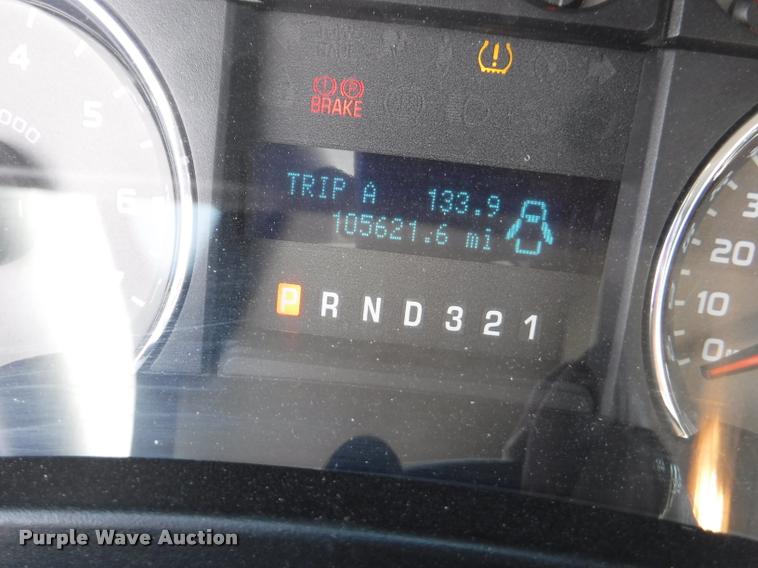 4
5
6
000
BRAKE
TRIP A 133.9
105621.6 mi
P R N D 3 2 1
20
10
0
Purple Wave Auction